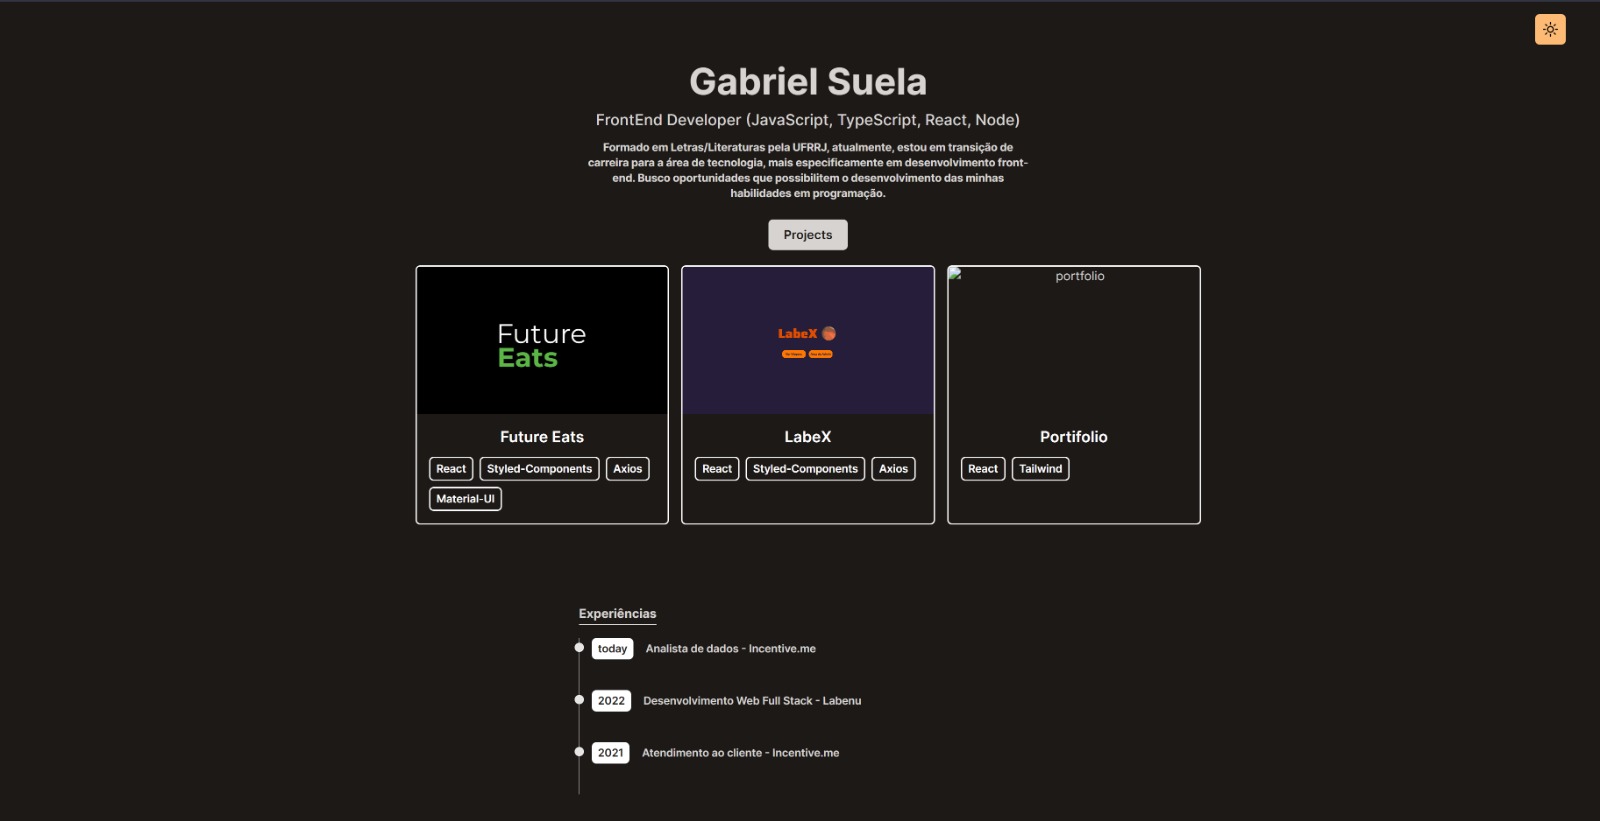 Gabriel Suela
FrontEnd Developer (JavaScript, TypeScript, React, Node)
Formado em Letras/Literaturas pela UFRRJ, atualmente, estou em transição de
carreira para a área de tecnologia, mais especificamente em desenvolvimento front-
end. Busco oportunidades que possibilitem o desenvolvimento das minhas
habilidades em programação.
Projects
Future
Eats
Future Eats
React Styled-Components Axios
Material-UI
LabeX
LabeX
React Styled-Components Axios
portfolio
Portifolio
React Tailwind
Experiências
today Analista de dados - Incentive.me
2022 Desenvolvimento Web Full Stack - Labenu
2021 Atendimento ao cliente - Incentive.me